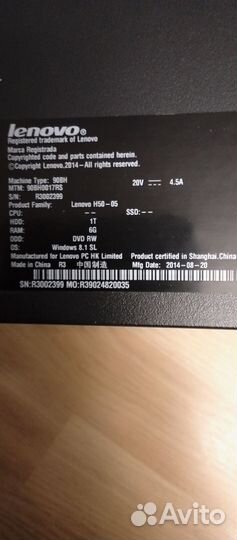 lenovo®
Registered trademark of Lenovo
Marca Registrada
Copyrighted code and parts contained herein.
©Copyright Lenovo,2014—All rights reserved.
Machine Type: 90BH 20V ⎓ 4.5A
MTM: 90BH0017RS
S/N: R3002399
Product Family: Lenovo H50-05
CPU: -- SSD: --
HDD: 1T
RAM: 6G
ODD: DVD RW
OS: Windows 8.1 SL
Manufactured for Lenovo PC HK Limited Product certified in Shanghai.China
Made in China R3 中国制造 Mfg Date: 2014-08-20
SN:R3002399 MO:R39024820035
Avito